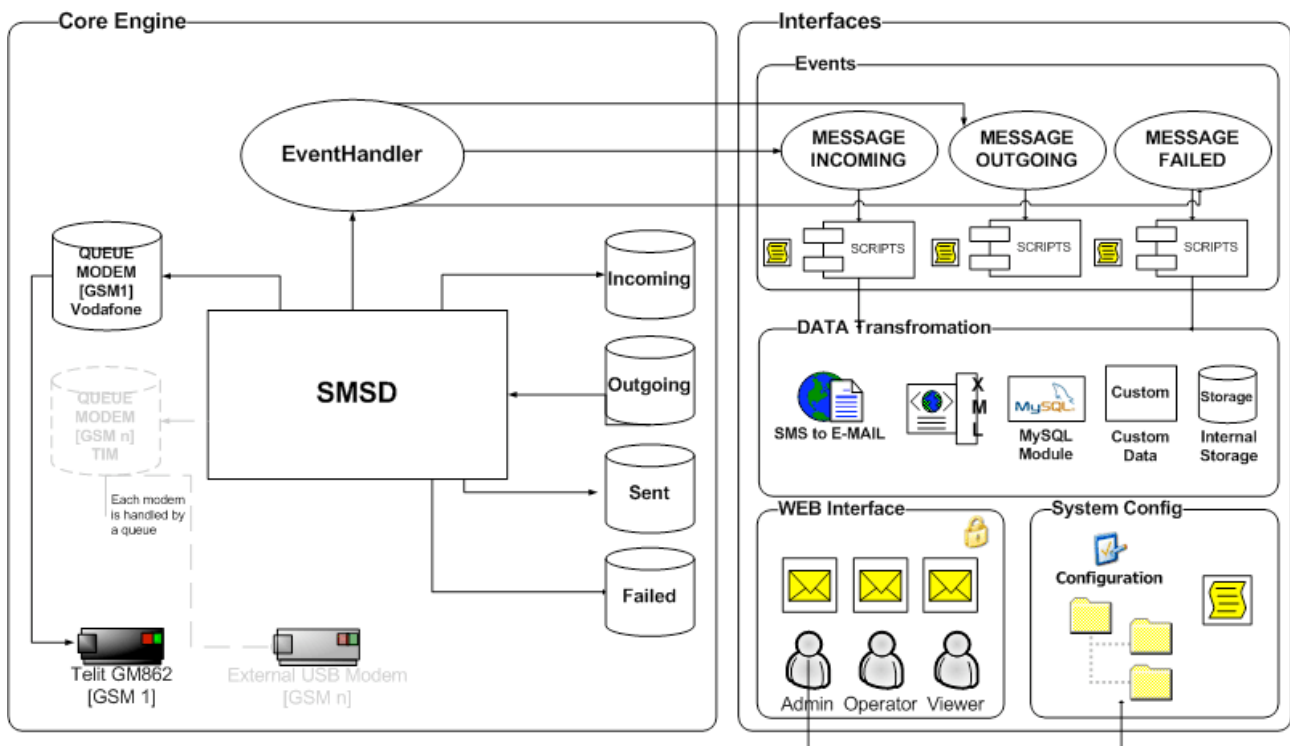 Core Engine
EventHandler
QUEUE
MODEM
[GSM1]
Vodafone
QUEUE
MODEM
[GSM n]
TIM
Each modem
is handled by
a queue
SMSD
Incoming
Outgoing
Sent
Failed
Telit GM862
[GSM 1]
External USB Modem
[GSM n]
Interfaces
Events
MESSAGE
INCOMING
MESSAGE
OUTGOING
MESSAGE
FAILED
SCRIPTS
SCRIPTS
SCRIPTS
DATA Transfromation
SMS to E-MAIL
XML
MySQL
MySQL
Module
Custom
Custom
Data
Storage
Internal
Storage
WEB Interface
Admin
Operator
Viewer
System Config
Configuration